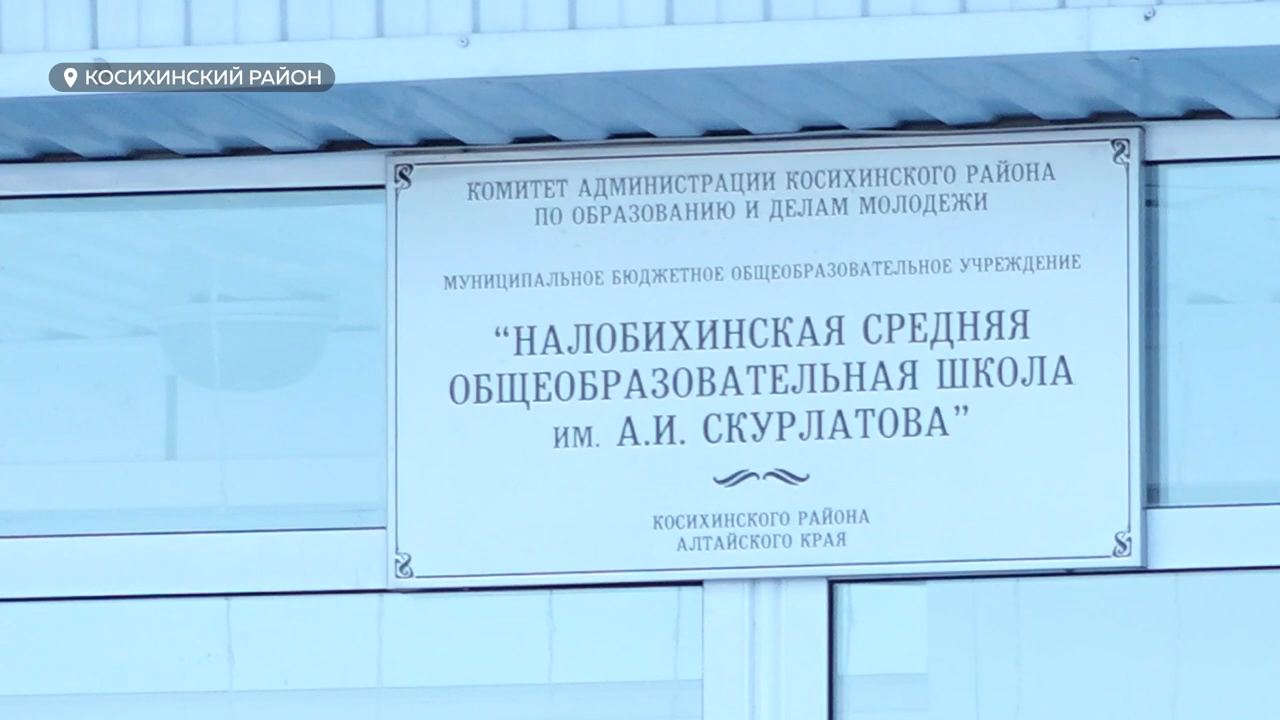 КОСИХИНСКИЙ РАЙОН
КОМИТЕТ АДМИНИСТРАЦИИ КОСИХИНСКОГО РАЙОНА
ПО ОБРАЗОВАНИЮ И ДЕЛАМ МОЛОДЕЖИ
МУНИЦИПАЛЬНОЕ БЮДЖЕТНОЕ ОБЩЕОБРАЗОВАТЕЛЬНОЕ УЧРЕЖДЕНИЕ
“НАЛОБИХИНСКАЯ СРЕДНЯЯ
ОБЩЕОБРАЗОВАТЕЛЬНАЯ ШКОЛА
ИМ. А.И. СКУРЛАТОВА”
КОСИХИНСКОГО РАЙОНА
АЛТАЙСКОГО КРАЯ